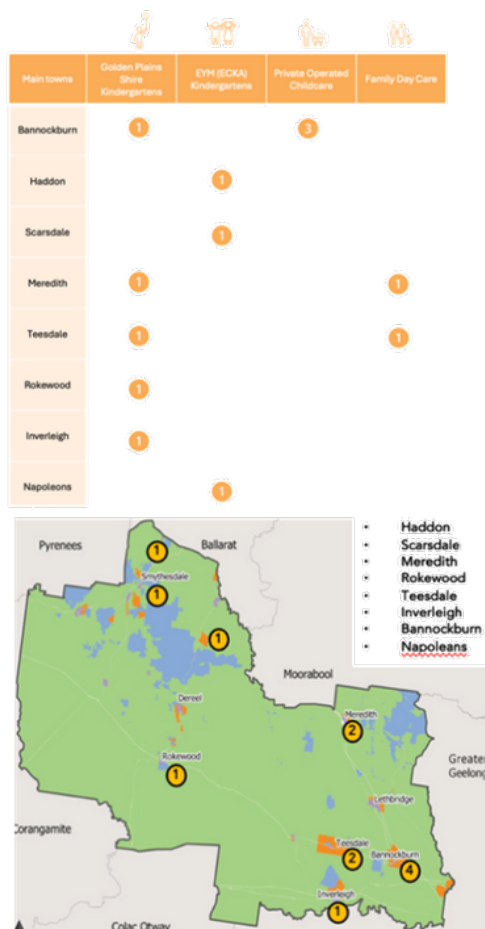 Main towns
Golden Plains
Shire
Kindergartens
EYM (ECKA)
Kindergartens
Private Operated
Childcare
Family Day Care
Bannockburn
1
3
Haddon
1
Scarsdale
1
Meredith
1
1
Teesdale
1
1
Rokewood
1
Inverleigh
1
Napoleons
1
Haddon
Scarsdale
Meredith
Rokewood
Teesdale
Inverleigh
Bannockburn
Napoleans
Pyrenees
Ballarat
1
Smythesdale
1
1
Moorabool
Dereel
Meredith
2
Rokewood
1
Greater
Geelong
Lethbridge
Corangamite
Teesdale
2
Bannockburn
4
Inverleigh
1
Colac Otway